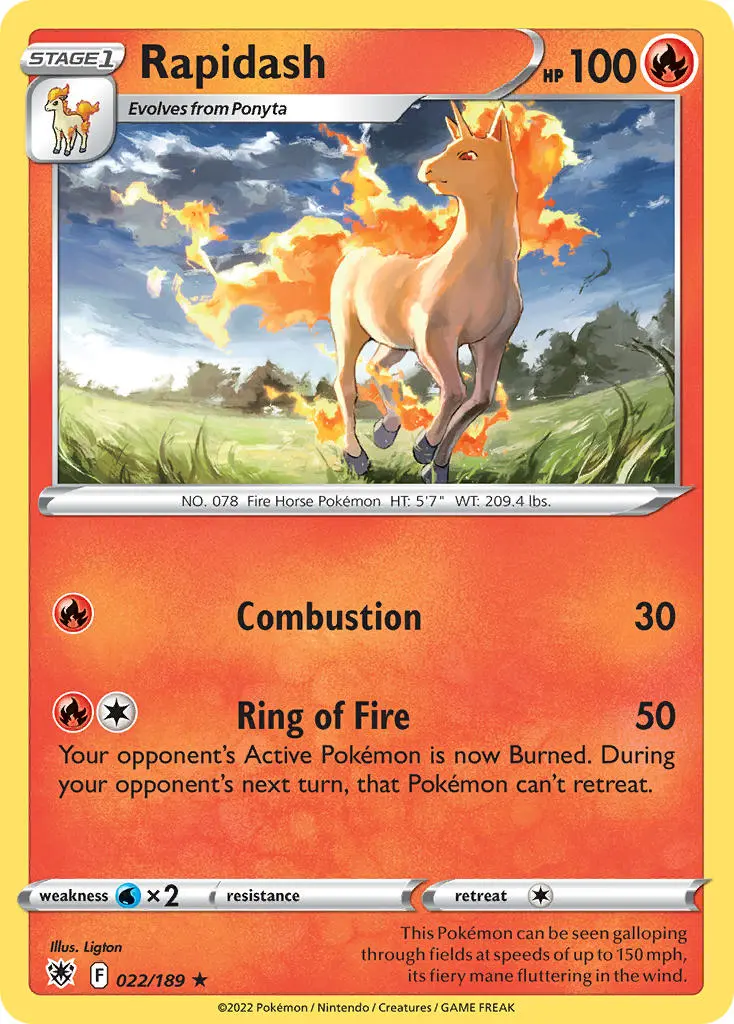 STAGE 1
Rapidash
HP 100
Evolves from Ponyta
NO. 078 Fire Horse Pokémon HT: 5'7" WT: 209.4 lbs.
Combustion 30
Ring of Fire 50
Your opponent's Active Pokémon is now Burned. During
your opponent's next turn, that Pokémon can't retreat.
weakness ×2 resistance retreat
Illus. Ligton
This Pokémon can be seen galloping
through fields at speeds of up to 150 mph,
its fiery mane fluttering in the wind.
F 022/189 ★
©2022 Pokémon / Nintendo / Creatures / GAME FREAK